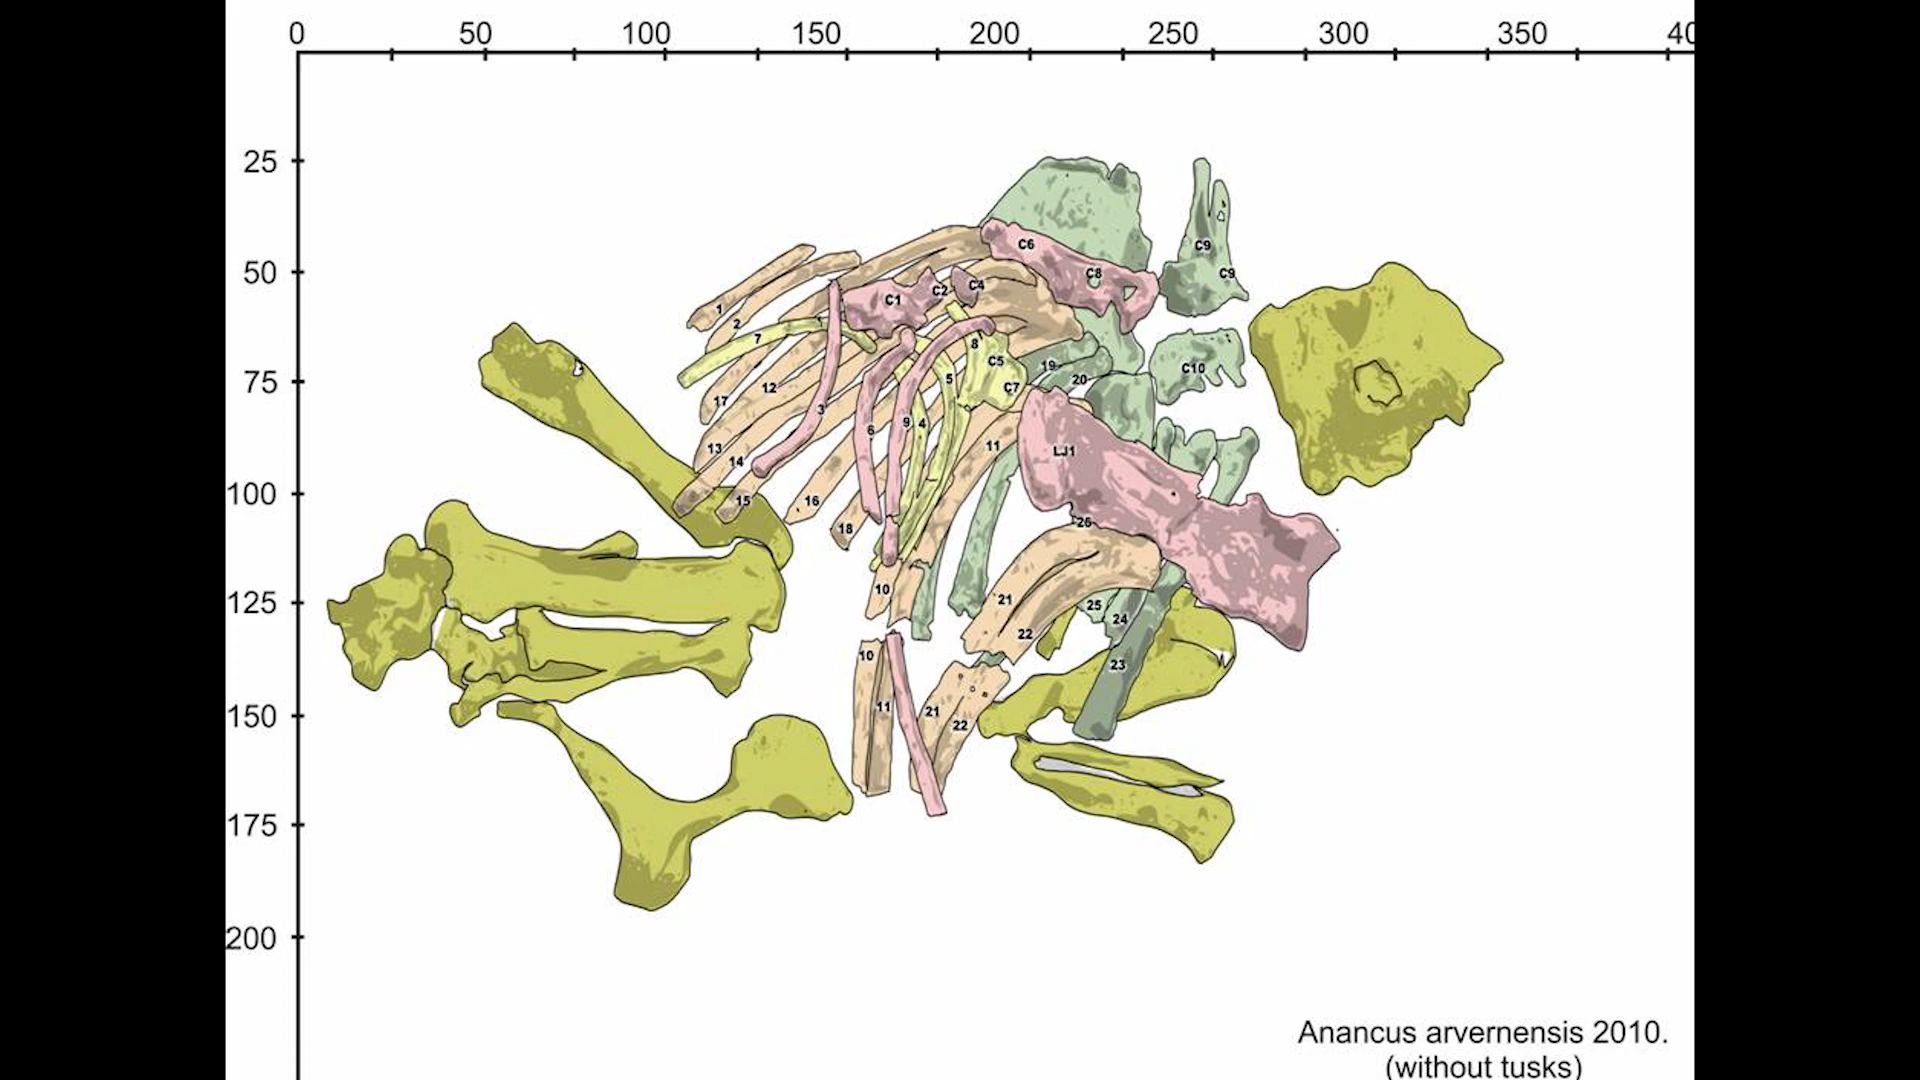 0 50 100 150 200 250 300 350 40
25
C6
C9
50
C8
C9
C2 C4
C1
1
2
7
8
C5
19
C10
75
5
20
12
C7
17
3
9 4
6
11
13
LJ1
14
100
15
16
26
18
10
125
21
25
24
22
10
23
150
11
21
22
175
200
Anancus arvernensis 2010.
(without tusks)